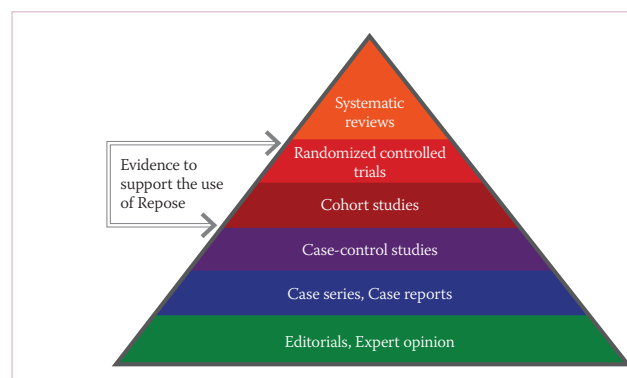 Systematic
reviews
Randomized controlled
trials
Evidence to
support the use
of Repose
Cohort studies
Case-control studies
Case series, Case reports
Editorials, Expert opinion